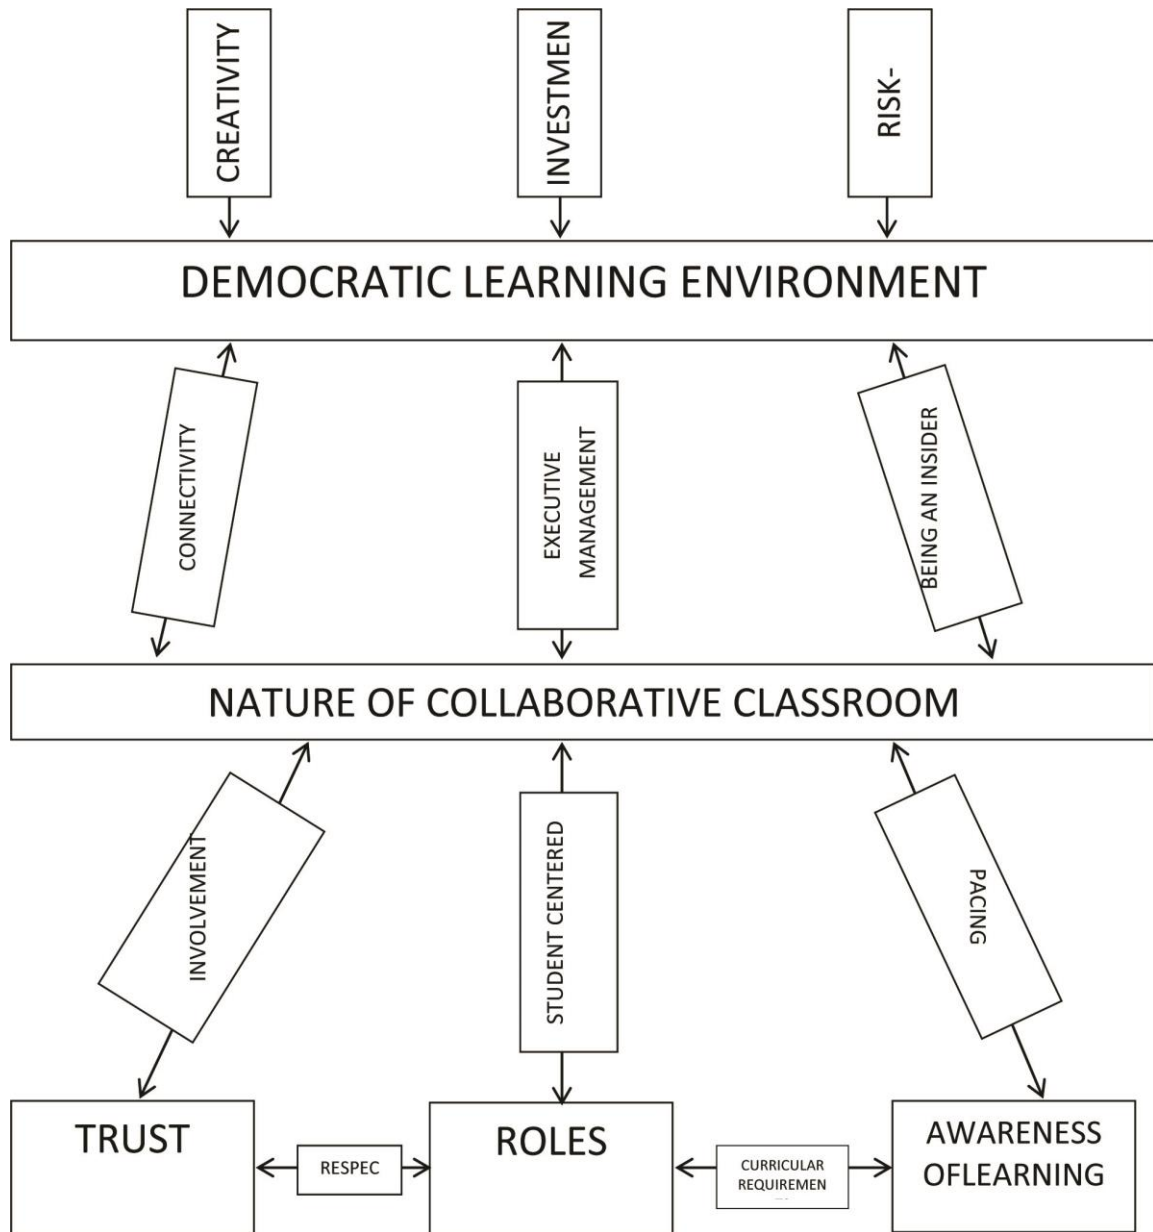 CREATIVITY
INVESTMEN
RISK-
DEMOCRATIC LEARNING ENVIRONMENT
CONNECTIVITY
EXECUTIVE
MANAGEMENT
BEING AN INSIDER
NATURE OF COLLABORATIVE CLASSROOM
INVOLVEMENT
STUDENT CENTERED
PACING
TRUST
RESPEC
ROLES
CURRICULAR
REQUIREMEN
AWARENESS
OFLEARNING